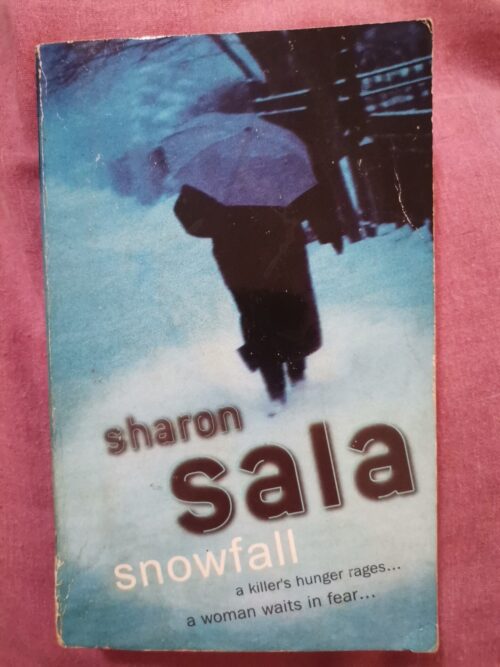 sharon
sala
snowfall
a killer's hunger rages...
a woman waits in fear...